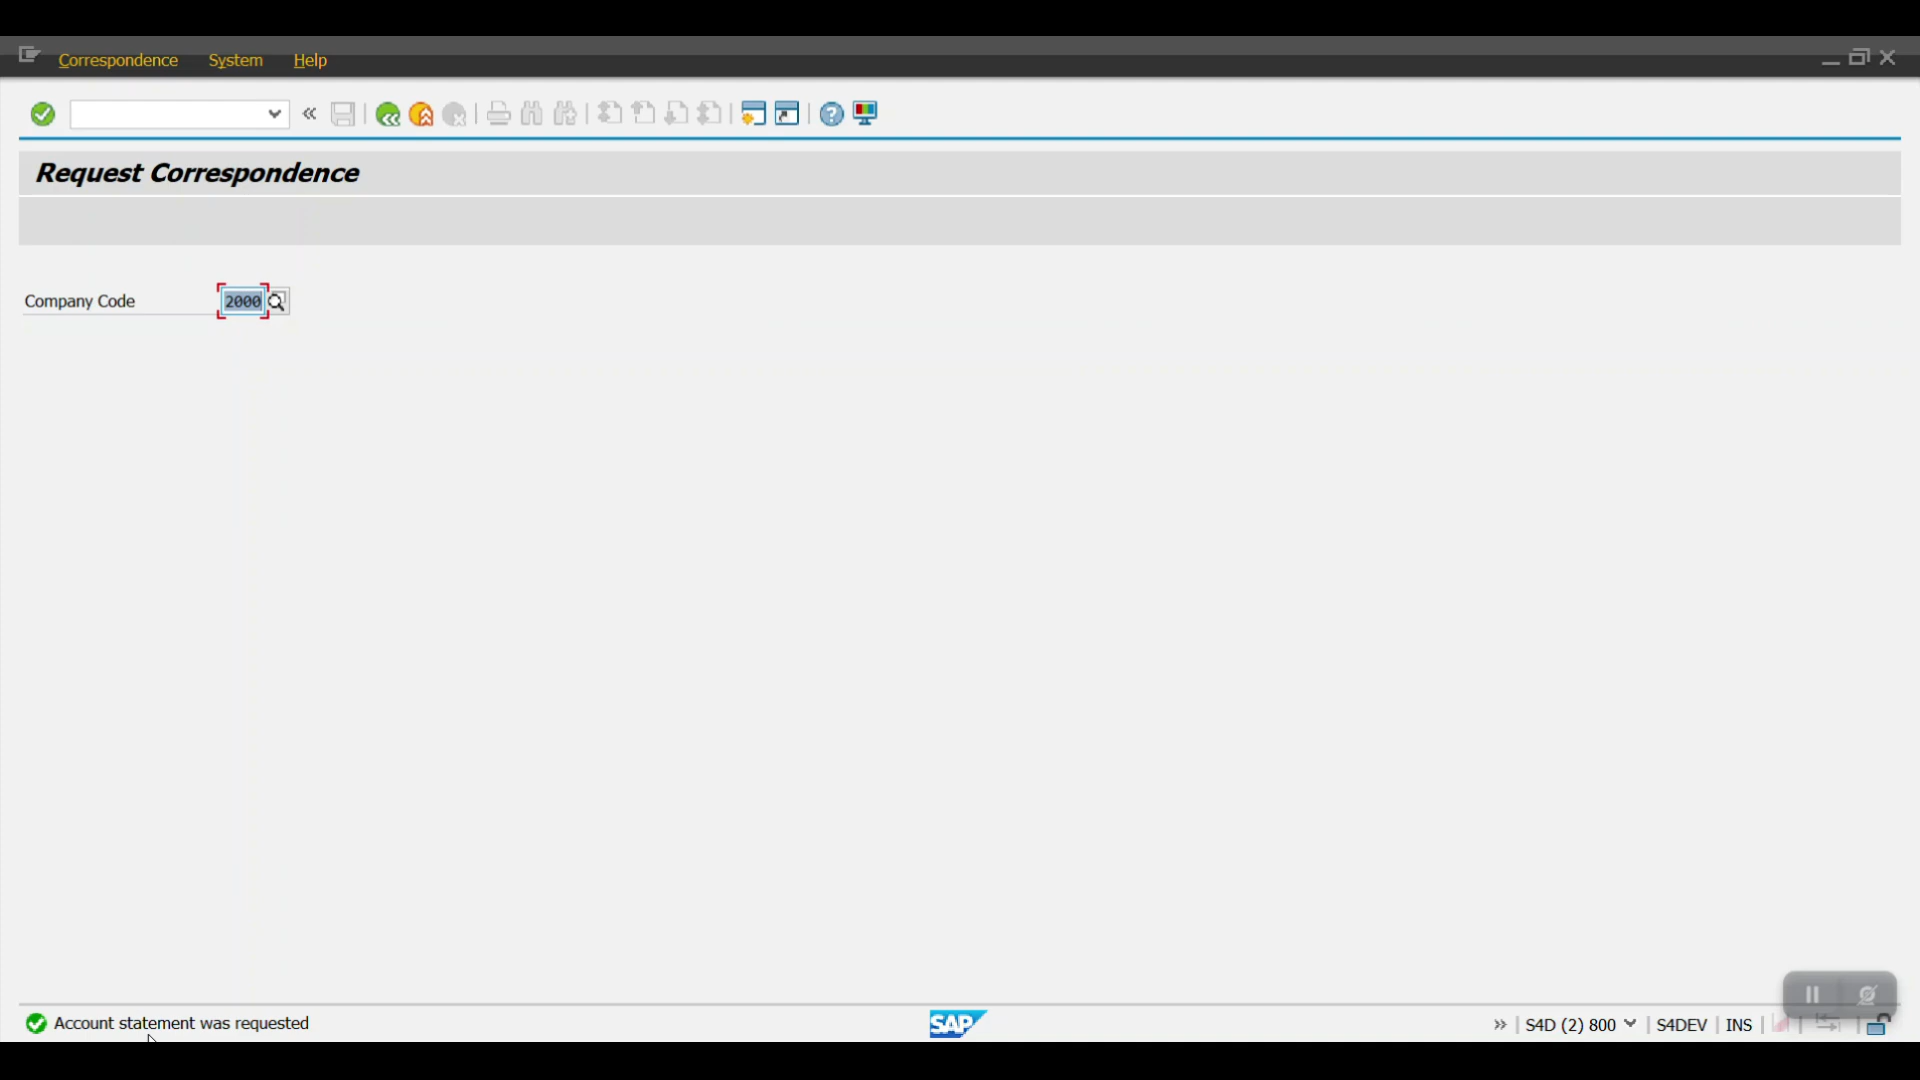 Correspondence System Help
Request Correspondence
Company Code 2000
Account statement was requested
SAP
S4D (2) 800
S4DEV
INS